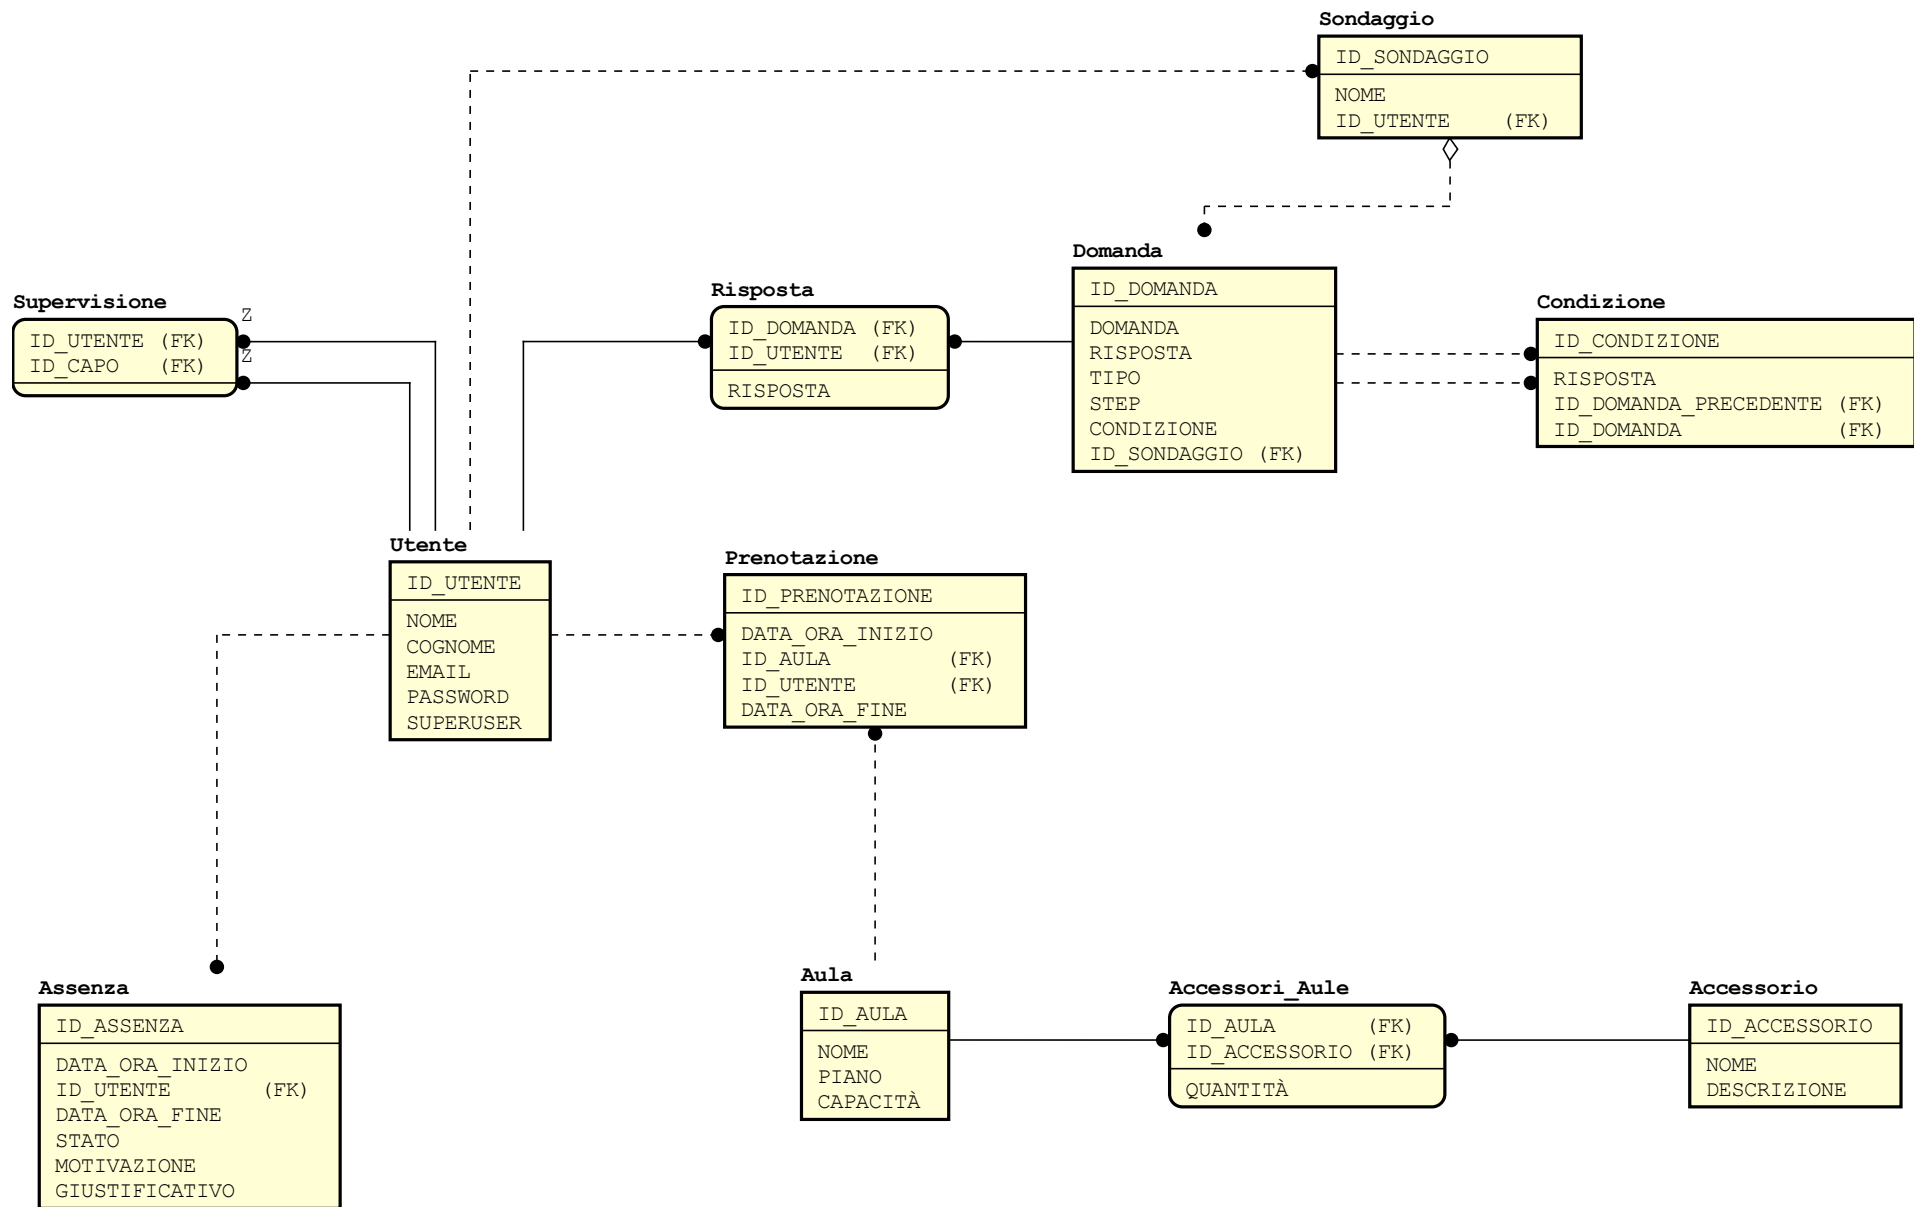 Sondaggio
ID_SONDAGGIO
NOME
ID_UTENTE (FK)
Domanda
ID_DOMANDA
DOMANDA
RISPOSTA
TIPO
STEP
CONDIZIONE
ID_SONDAGGIO (FK)
Condizione
ID_CONDIZIONE
RISPOSTA
ID_DOMANDA_PRECEDENTE (FK)
ID_DOMANDA (FK)
Risposta
ID_DOMANDA (FK)
ID_UTENTE (FK)
RISPOSTA
Supervisione
Z
ID_UTENTE (FK)
Z
ID_CAPO (FK)
Utente
ID_UTENTE
NOME
COGNOME
EMAIL
PASSWORD
SUPERUSER
Prenotazione
ID_PRENOTAZIONE
DATA_ORA_INIZIO
ID_AULA (FK)
ID_UTENTE (FK)
DATA_ORA_FINE
Assenza
ID_ASSENZA
DATA_ORA_INIZIO
ID_UTENTE (FK)
DATA_ORA_FINE
STATO
MOTIVAZIONE
GIUSTIFICATIVO
Aula
ID_AULA
NOME
PIANO
CAPACITÀ
Accessori_Aule
ID_AULA (FK)
ID_ACCESSORIO (FK)
QUANTITÀ
Accessorio
ID_ACCESSORIO
NOME
DESCRIZIONE